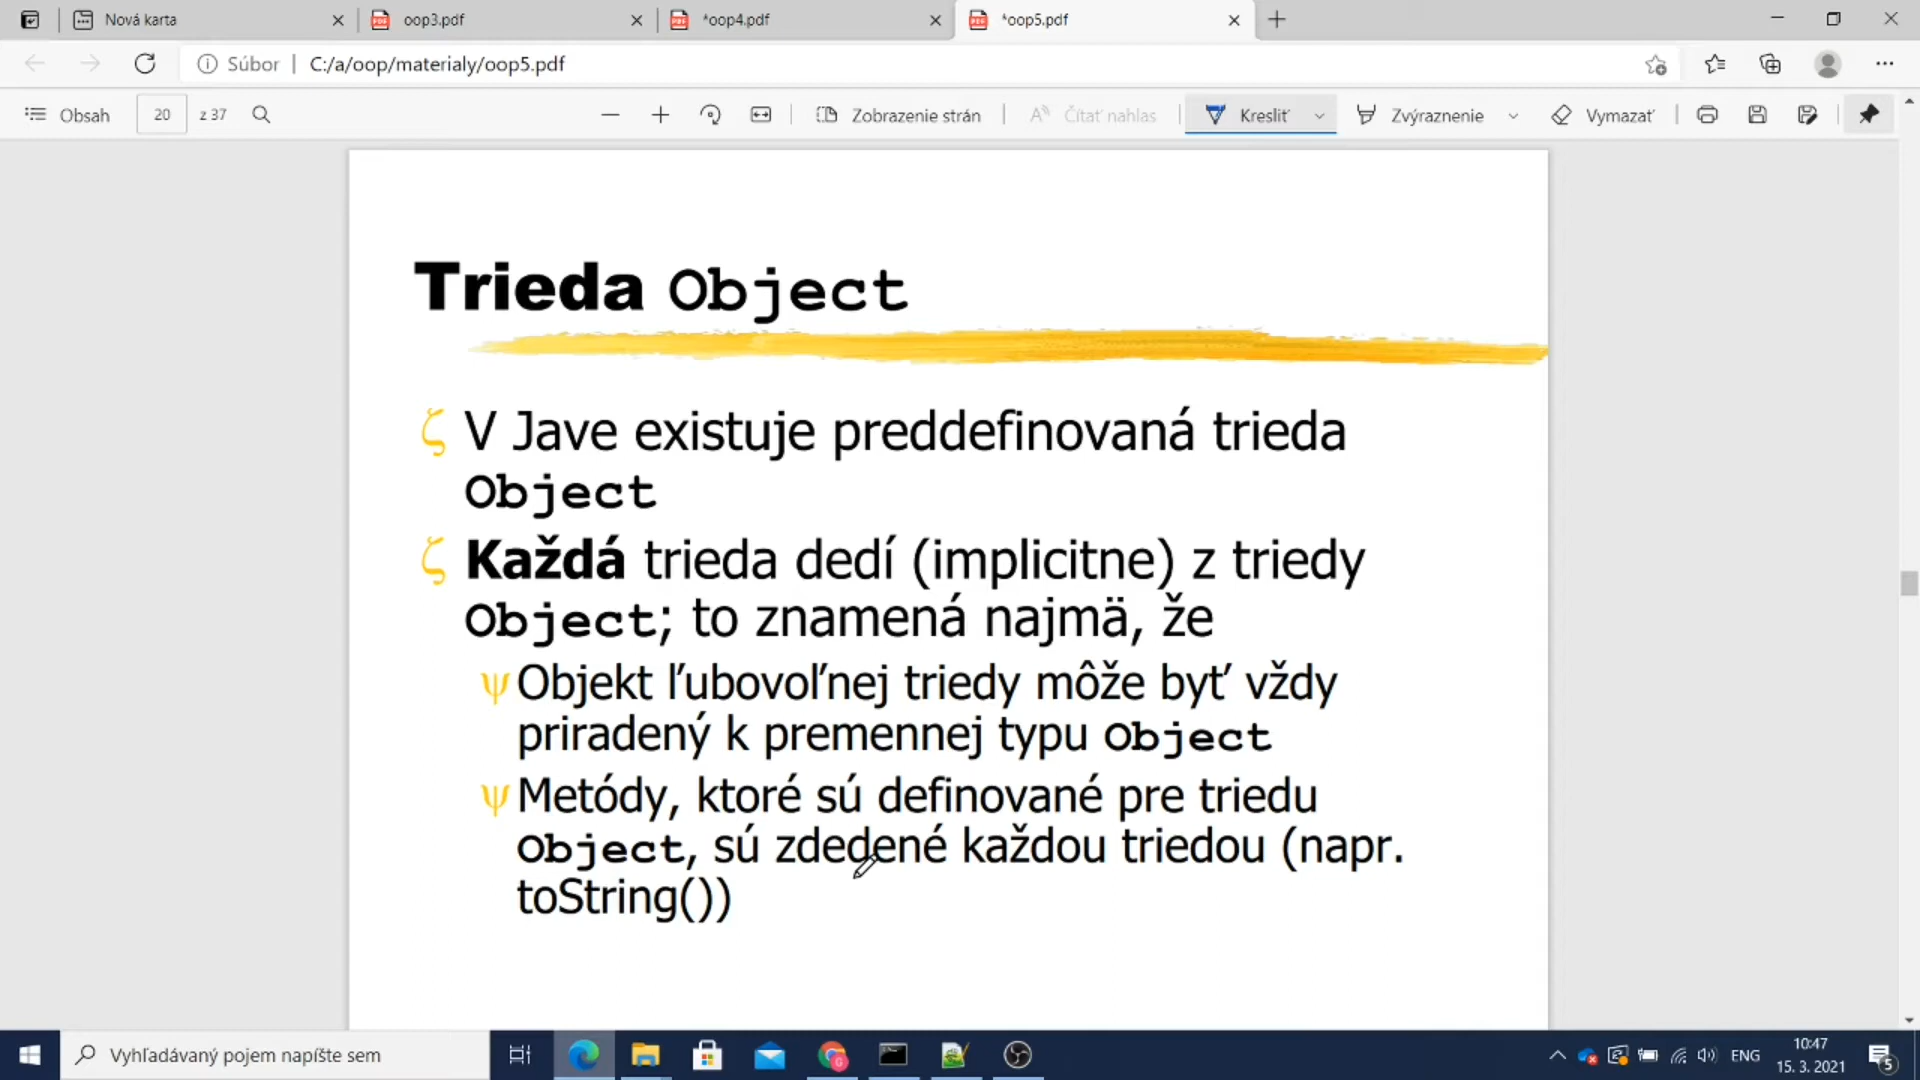 Nová karta
oop3.pdf
*oop4.pdf
*oop5.pdf
Súbor
C:/a/oop/materialy/oop5.pdf
Obsah
20
z 37
Zobrazenie strán
Čítať nahlas
Kresliť
Zvýraznenie
Vymazať
Trieda Object
ζ V Jave existuje preddefinovaná trieda
Object
ζ Každá trieda dedí (implicitne) z triedy
Object; to znamená najmä, že
ψ Objekt ľubovoľnej triedy môže byť vždy
priradený k premennej typu Object
ψ Metódy, ktoré sú definované pre triedu
Object, sú zdedené každou triedou (napr.
toString())
Vyhľadávaný pojem napíšte sem
ENG
10:47
15. 3. 2021
5